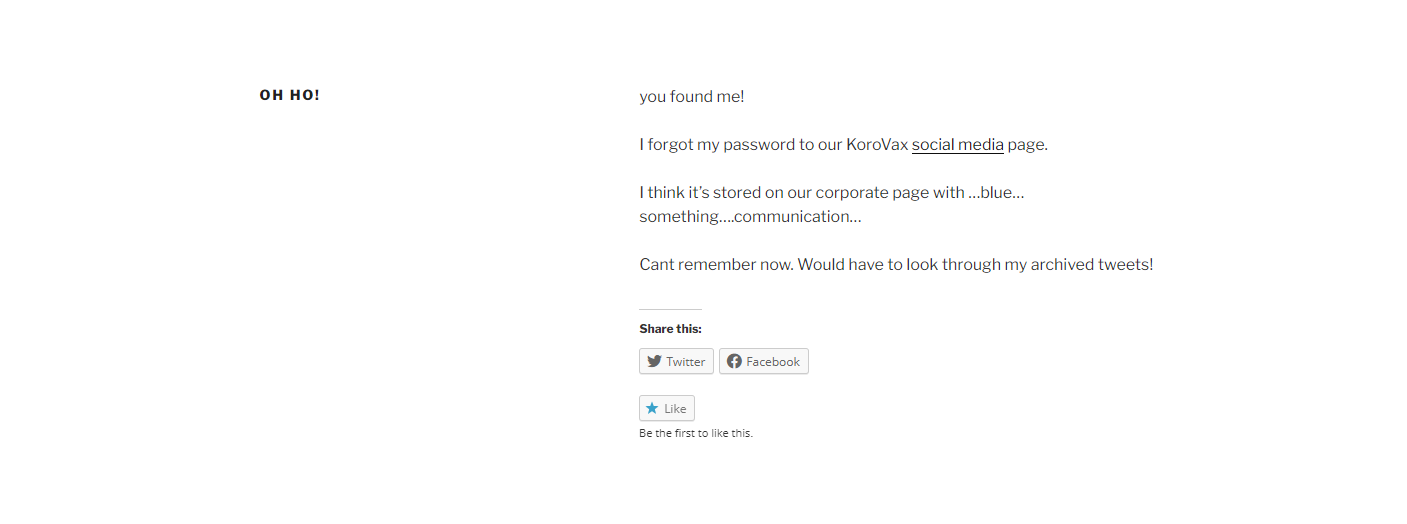 OH HO!
you found me!
I forgot my password to our KoroVax social media page.
I think it's stored on our corporate page with …blue…
something….communication…
Cant remember now. Would have to look through my archived tweets!
Share this:
Twitter Facebook
Like
Be the first to like this.